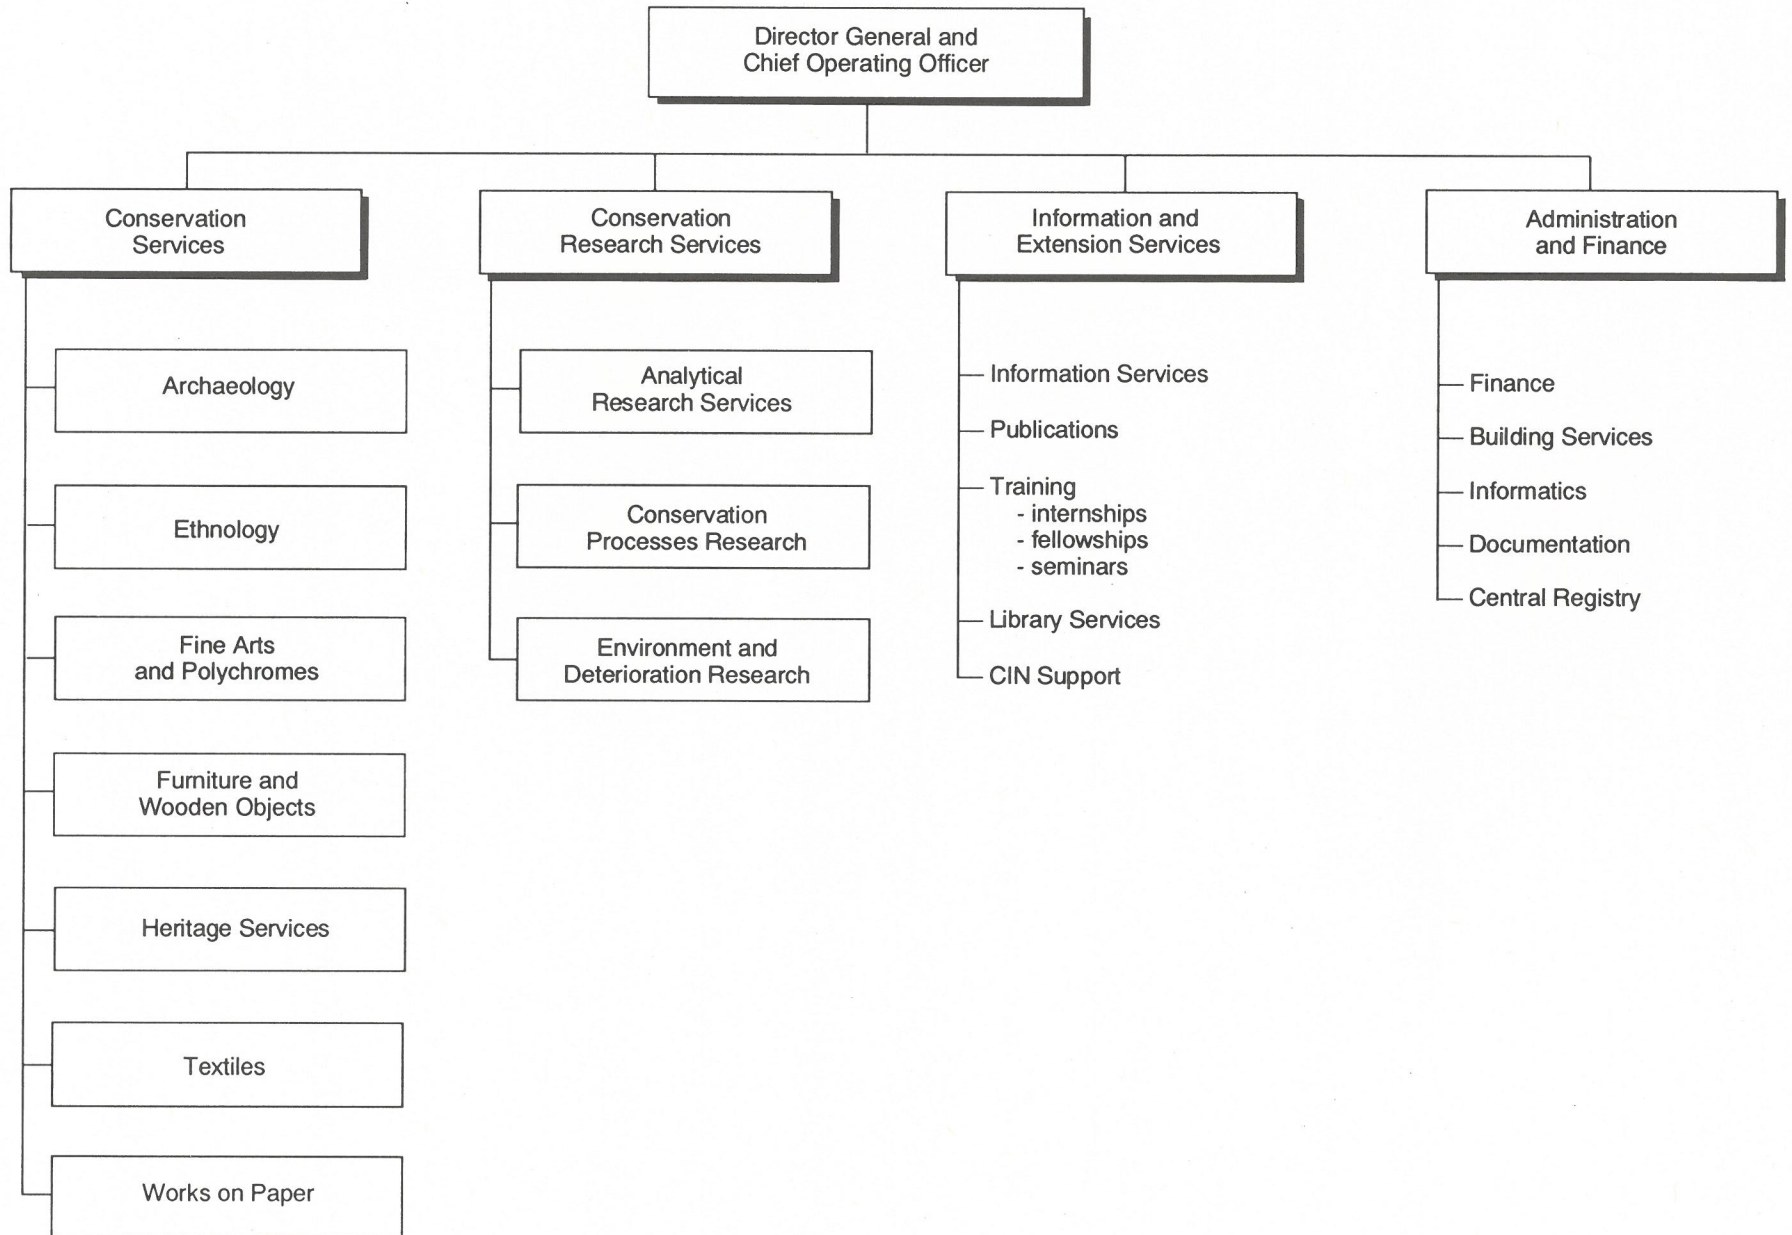 Director General and
Chief Operating Officer
Conservation
Services
Archaeology
Ethnology
Fine Arts
and Polychromes
Furniture and
Wooden Objects
Heritage Services
Textiles
Works on Paper
Conservation
Research Services
Analytical
Research Services
Conservation
Processes Research
Environment and
Deterioration Research
Information and
Extension Services
Information Services
Publications
Training
- internships
- fellowships
- seminars
Library Services
CIN Support
Administration
and Finance
Finance
Building Services
Informatics
Documentation
Central Registry